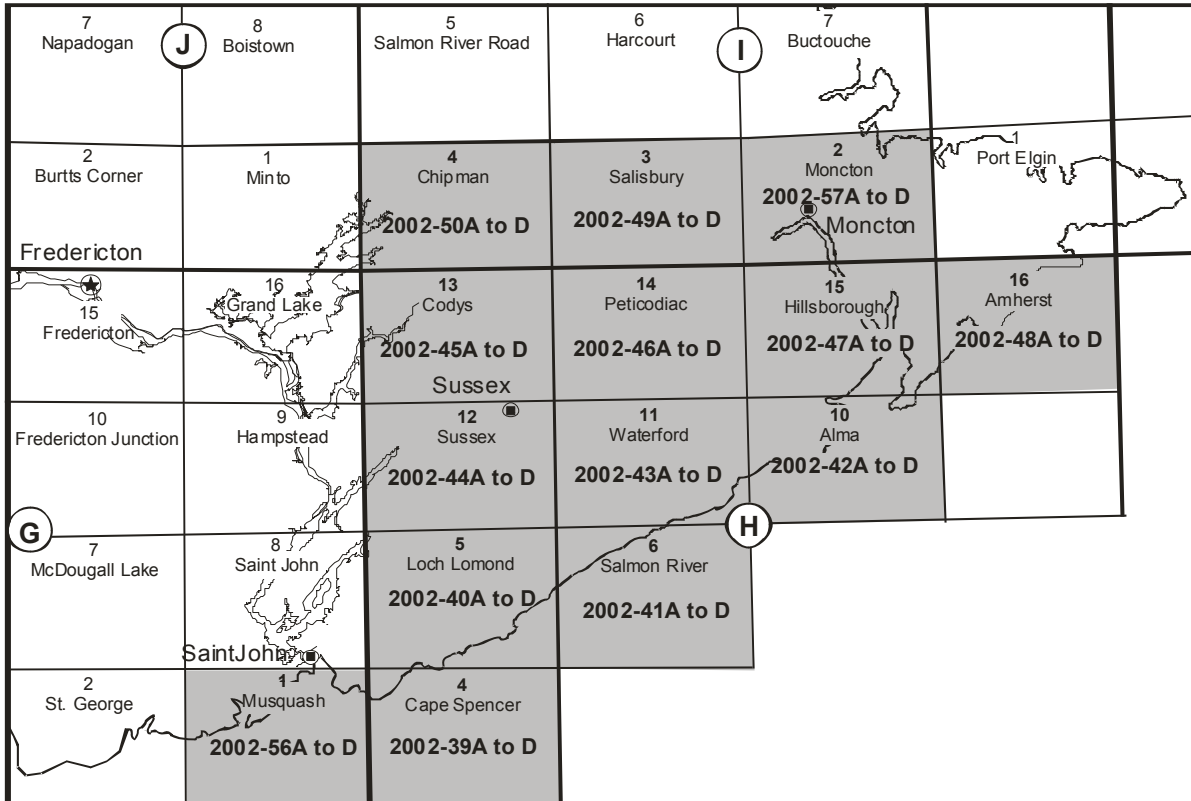 7
Napadogan
J
8
Boistown
5
Salmon River Road
6
Harcourt
I
7
Buctouche
2
Burtts Corner
1
Minto
4
Chipman
2002-50A to D
3
Salisbury
2002-49A to D
2
Moncton
2002-57A to D
Moncton
1
Port Elgin
Fredericton
15
Fredericton
16
Grand Lake
13
Codys
2002-45A to D
14
Peticodiac
2002-46A to D
15
Hillsborough
2002-47A to D
16
Amherst
2002-48A to D
Sussex
10
Fredericton Junction
9
Hampstead
12
Sussex
2002-44A to D
11
Waterford
2002-43A to D
10
Alma
2002-42A to D
G
H
7
McDougall Lake
8
Saint John
5
Loch Lomond
2002-40A to D
6
Salmon River
2002-41A to D
SaintJohn
2
St. George
1
Musquash
2002-56A to D
4
Cape Spencer
2002-39A to D